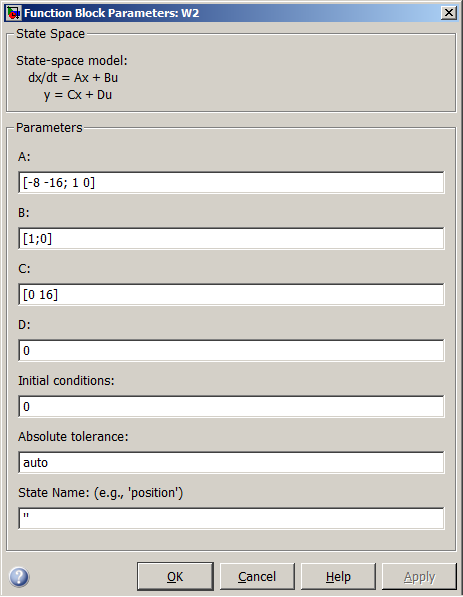 Function Block Parameters: W2
State Space
State-space model:
dx/dt = Ax + Bu
y = Cx + Du
Parameters
A:
[-8 -16; 1 0]
B:
[1;0]
C:
[0 16]
D:
0
Initial conditions:
0
Absolute tolerance:
auto
State Name: (e.g., 'position')
''
OK Cancel Help Apply